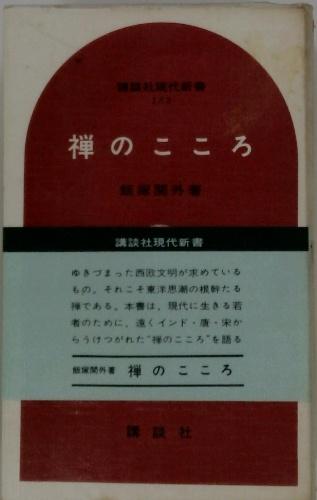 講談社現代新書
禅のこころ
飯塚関外著
講談社現代新書
ゆきづまった西欧文明が求めている
もの。それこそ東洋思潮の根幹たる
禅である。本書は、現代に生きる若
者のために、遠くインド・唐・宋か
らうけつがれた“禅のこころ”を語る
飯塚関外著 禅のこころ
講談社